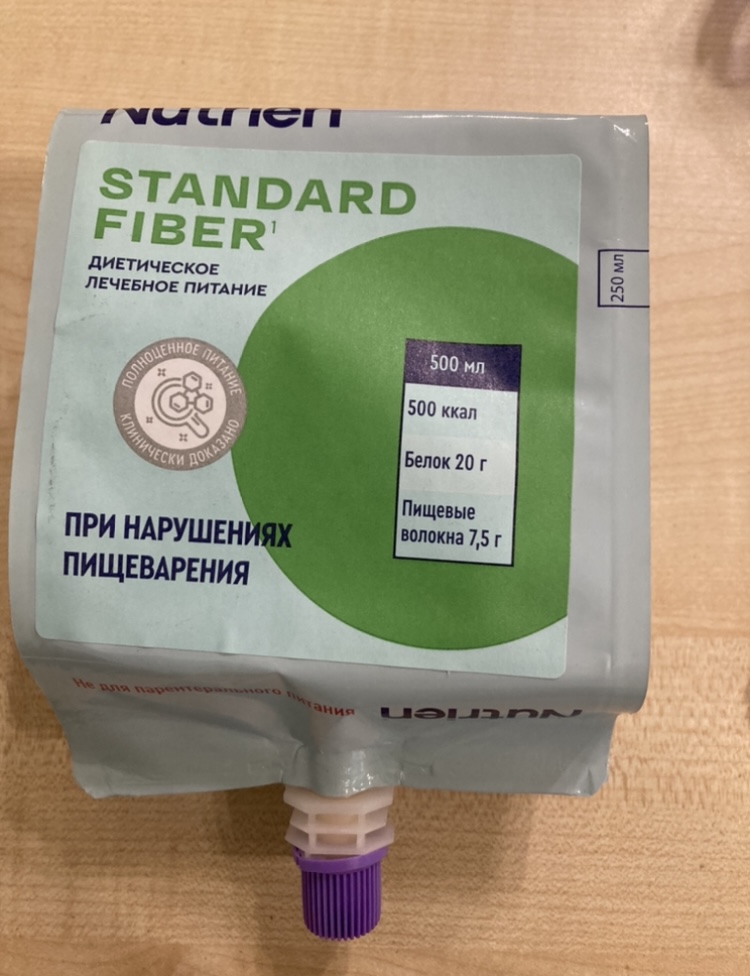 Nutrien
STANDARD
FIBER¹
ДИЕТИЧЕСКОЕ
ЛЕЧЕБНОЕ ПИТАНИЕ
250 мл
500 мл
500 ккал
Белок 20 г
Пищевые
волокна 7,5 г
ПОЛНОЦЕННОЕ ПИТАНИЕ
КЛИНИЧЕСКИ ДОКАЗАНО
ПРИ НАРУШЕНИЯХ
ПИЩЕВАРЕНИЯ
Не для парентерального питания
Nutrien